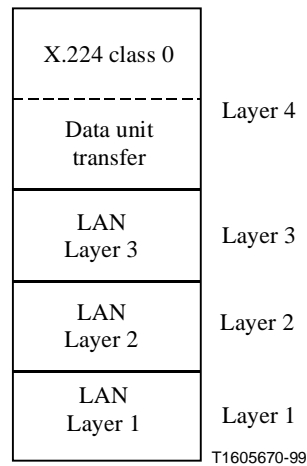 X.224 class 0
Layer 4
Data unit
transfer
LAN
Layer 3
Layer 3
LAN
Layer 2
Layer 2
LAN
Layer 1
Layer 1
T1605670-99